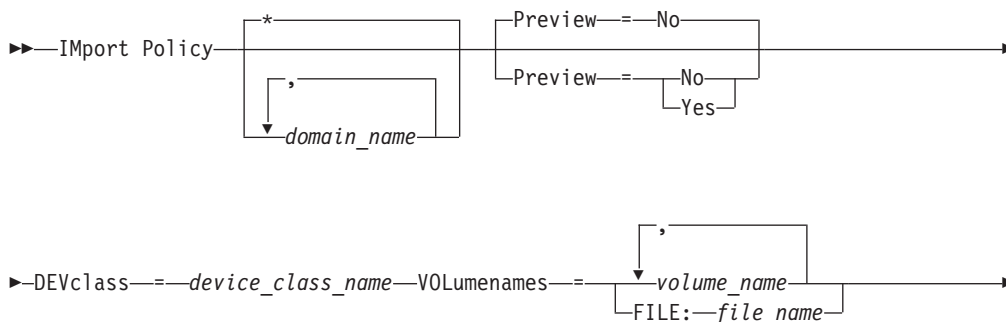 * Preview = No
IMport Policy
, Preview = No
Yes
domain_name
,
DEVclass = device_class_name VOLumenames = volume_name
FILE: file name